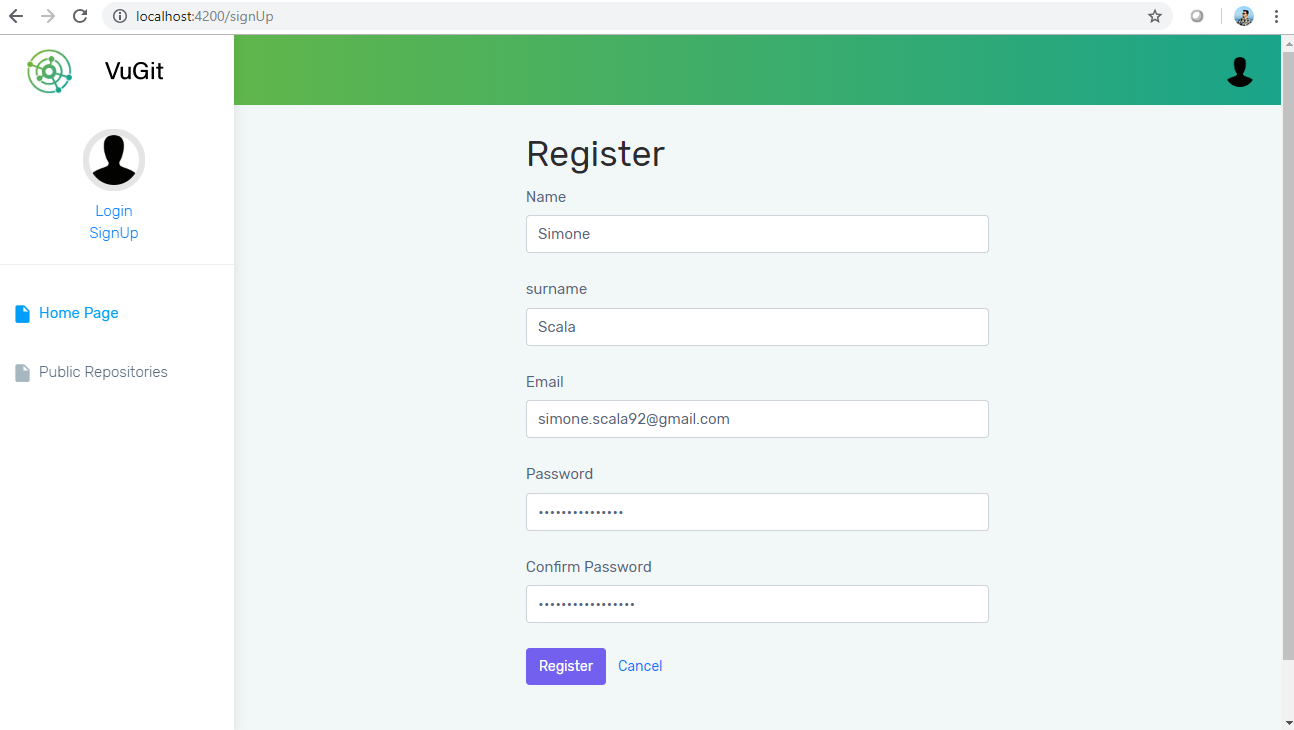 localhost:4200/signUp
VuGit
Login
SignUp
Home Page
Public Repositories
Register
Name
Simone
surname
Scala
Email
simone.scala92@gmail.com
Password
•••••••••••••••
Confirm Password
•••••••••••••••••
Register Cancel